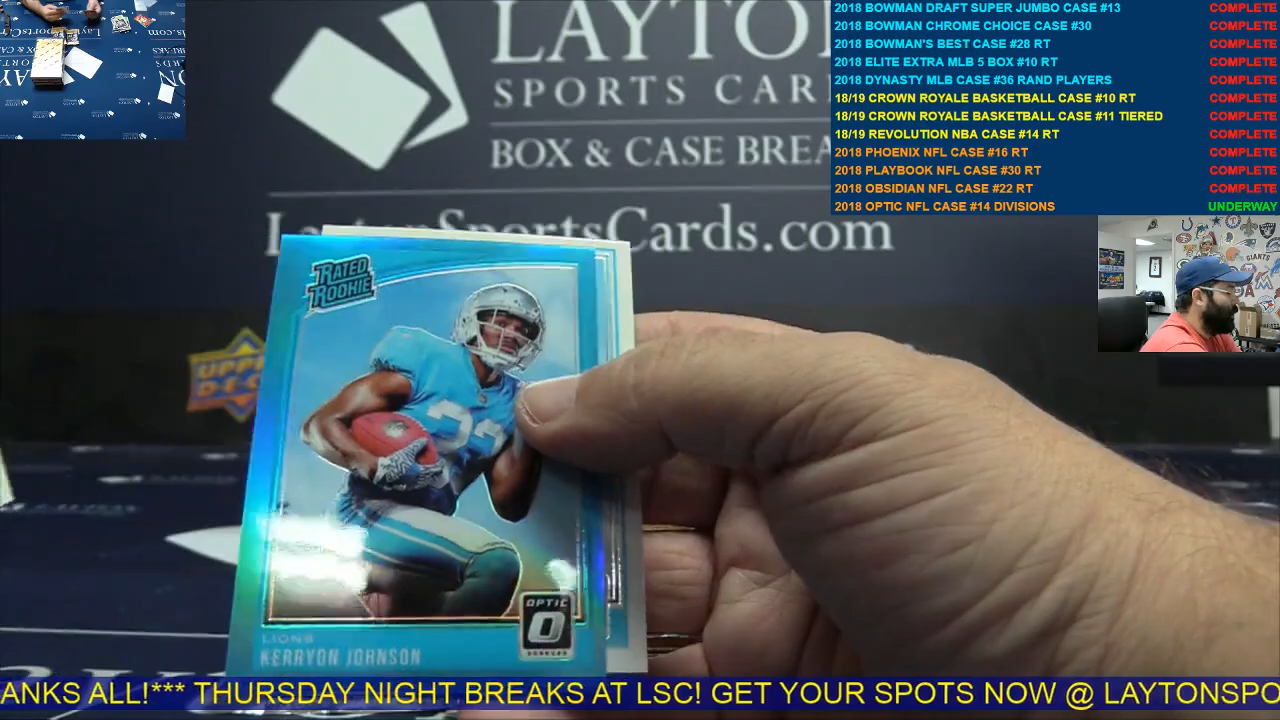 LAYTO
SPORTS CAR
BOX & CASE BREA
LaytonSportsCards.com
2018 BOWMAN DRAFT SUPER JUMBO CASE #13 COMPLETE
2018 BOWMAN CHROME CHOICE CASE #30 COMPLETE
2018 BOWMAN'S BEST CASE #28 RT COMPLETE
2018 ELITE EXTRA MLB 5 BOX #10 RT COMPLETE
2018 DYNASTY MLB CASE #36 RAND PLAYERS COMPLETE
18/19 CROWN ROYALE BASKETBALL CASE #10 RT COMPLETE
18/19 CROWN ROYALE BASKETBALL CASE #11 TIERED COMPLETE
18/19 REVOLUTION NBA CASE #14 RT COMPLETE
2018 PHOENIX NFL CASE #16 RT COMPLETE
2018 PLAYBOOK NFL CASE #30 RT COMPLETE
2018 OBSIDIAN NFL CASE #22 RT COMPLETE
2018 OPTIC NFL CASE #14 DIVISIONS UNDERWAY
GIANTS
UPPE
DEC
RATED
ROOKIE
33
OPTIC
DONRUSS
LIONS
KERRYON JOHNSON
ANKS ALL!*** THURSDAY NIGHT BREAKS AT LSC! GET YOUR SPOTS NOW @ LAYTONSPO